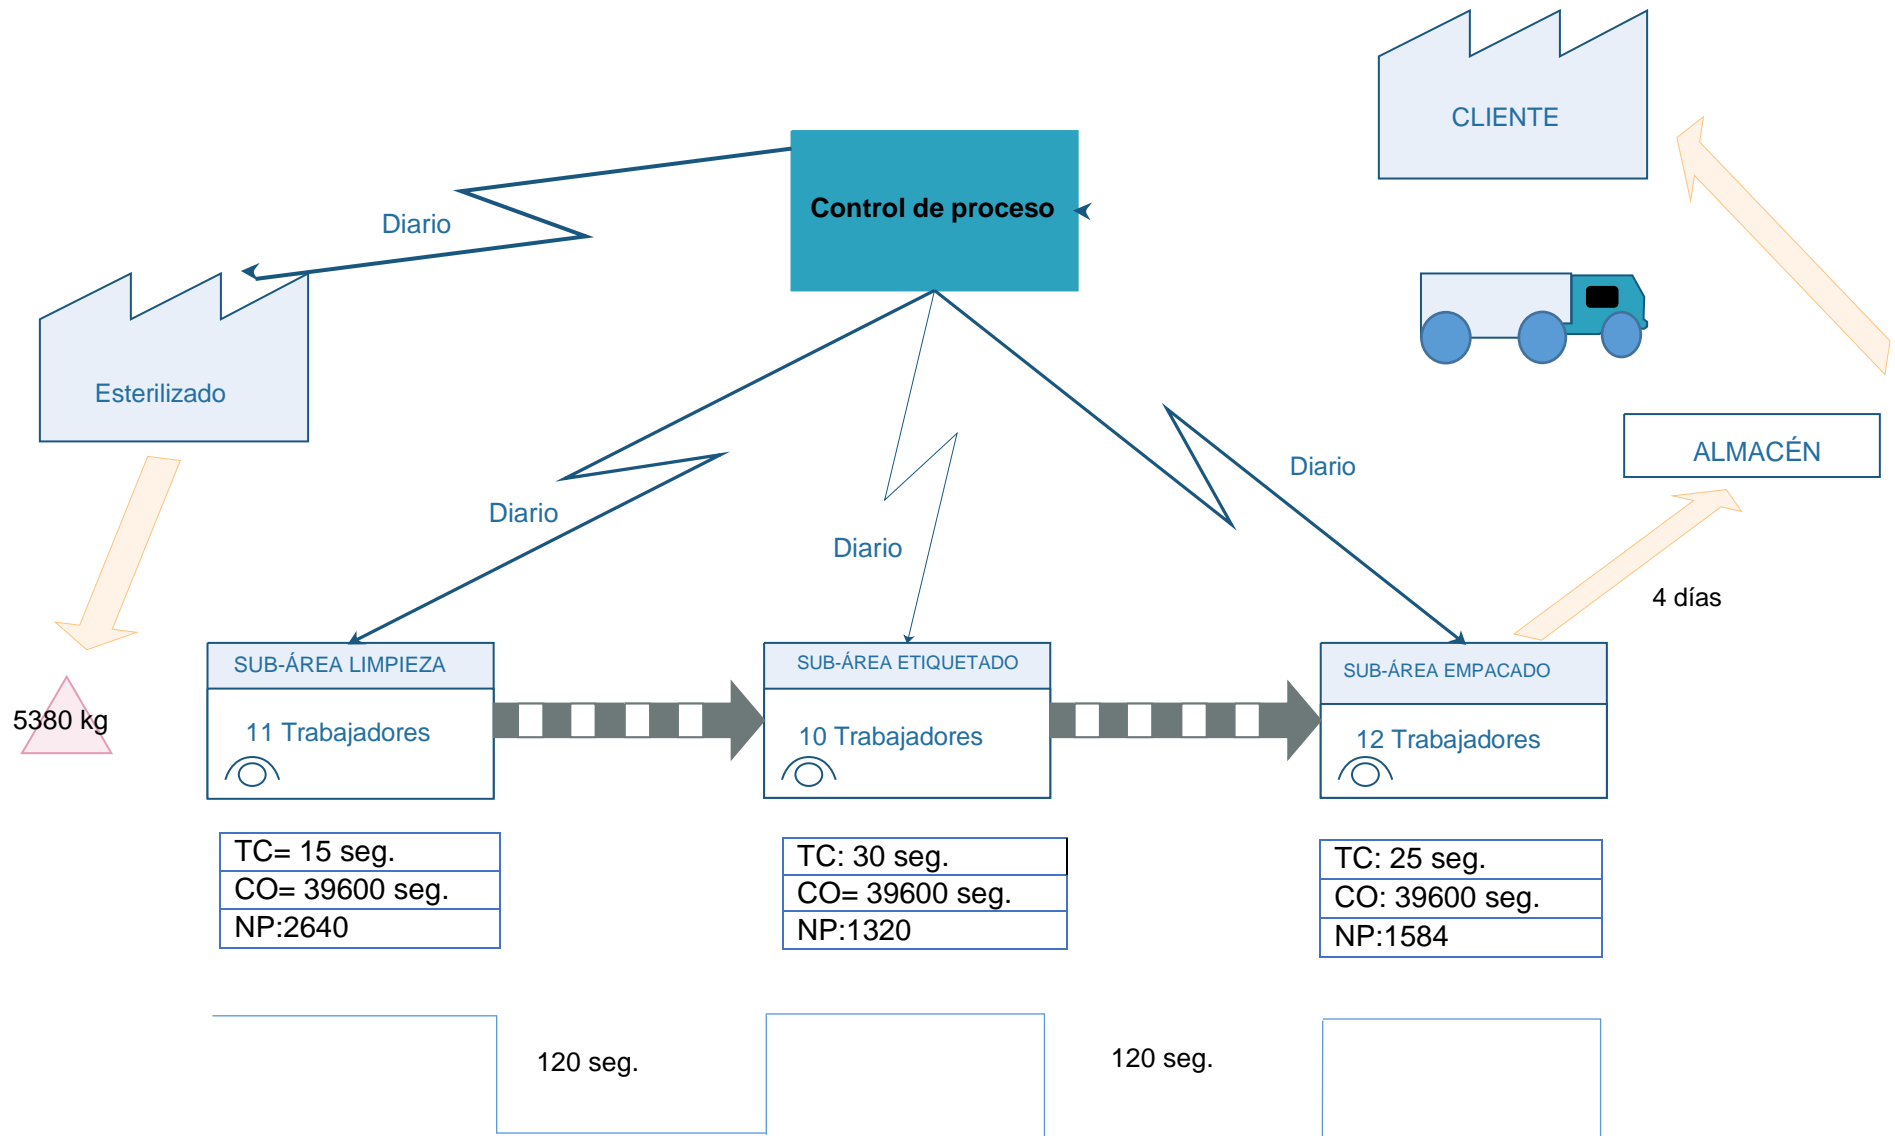 CLIENTE
Control de proceso
Diario
Esterilizado
ALMACÉN
Diario
Diario
Diario
4 días
SUB-ÁREA LIMPIEZA
SUB-ÁREA ETIQUETADO
SUB-ÁREA EMPACADO
5380 kg
11 Trabajadores
10 Trabajadores
12 Trabajadores
TC= 15 seg.
CO= 39600 seg.
NP:2640
TC: 30 seg.
CO= 39600 seg.
NP:1320
TC: 25 seg.
CO: 39600 seg.
NP:1584
120 seg.
120 seg.